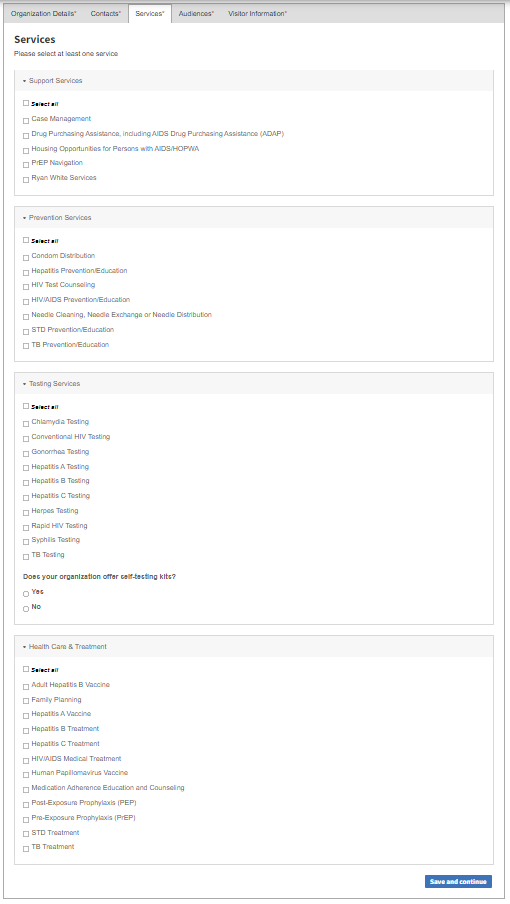 Organization Details* Contacts* Services* Audiences* Visitor Information*
Services
Please select at least one service
Support Services
Select all
Case Management
Drug Purchasing Assistance, including AIDS Drug Purchasing Assistance (ADAP)
Housing Opportunities for Persons with AIDS/HOPWA
PrEP Navigation
Ryan White Services
Prevention Services
Select all
Condom Distribution
Hepatitis Prevention/Education
HIV Test Counseling
HIV/AIDS Prevention/Education
Needle Cleaning, Needle Exchange or Needle Distribution
STD Prevention/Education
TB Prevention/Education
Testing Services
Select all
Chlamydia Testing
Conventional HIV Testing
Gonorrhea Testing
Hepatitis A Testing
Hepatitis B Testing
Hepatitis C Testing
Herpes Testing
Rapid HIV Testing
Syphilis Testing
TB Testing
Does your organization offer self-testing kits?
Yes
No
Health Care & Treatment
Select all
Adult Hepatitis B Vaccine
Family Planning
Hepatitis A Vaccine
Hepatitis B Treatment
Hepatitis C Treatment
HIV/AIDS Medical Treatment
Human Papillomavirus Vaccine
Medication Adherence Education and Counseling
Post-Exposure Prophylaxis (PEP)
Pre-Exposure Prophylaxis (PrEP)
STD Treatment
TB Treatment
Save and continue